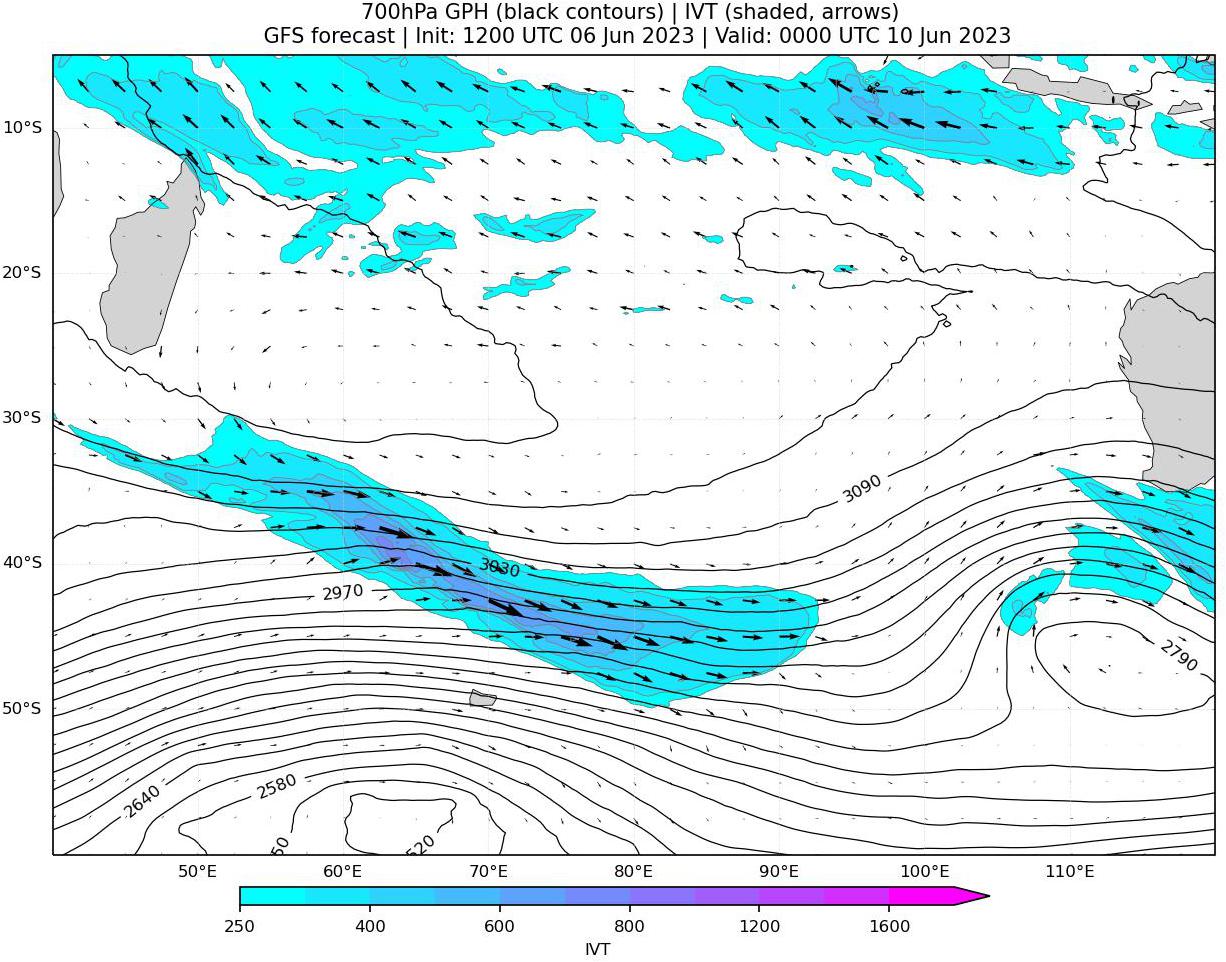 700hPa GPH (black contours) | IVT (shaded, arrows)
GFS forecast | Init: 1200 UTC 06 Jun 2023 | Valid: 0000 UTC 10 Jun 2023
10°S
20°S
30°S
3090
40°S
3030
2970
2790
50°S
2580
2640
50
520
50°E
60°E
70°E
80°E
90°E
100°E
110°E
250
400
600
800
1200
1600
IVT